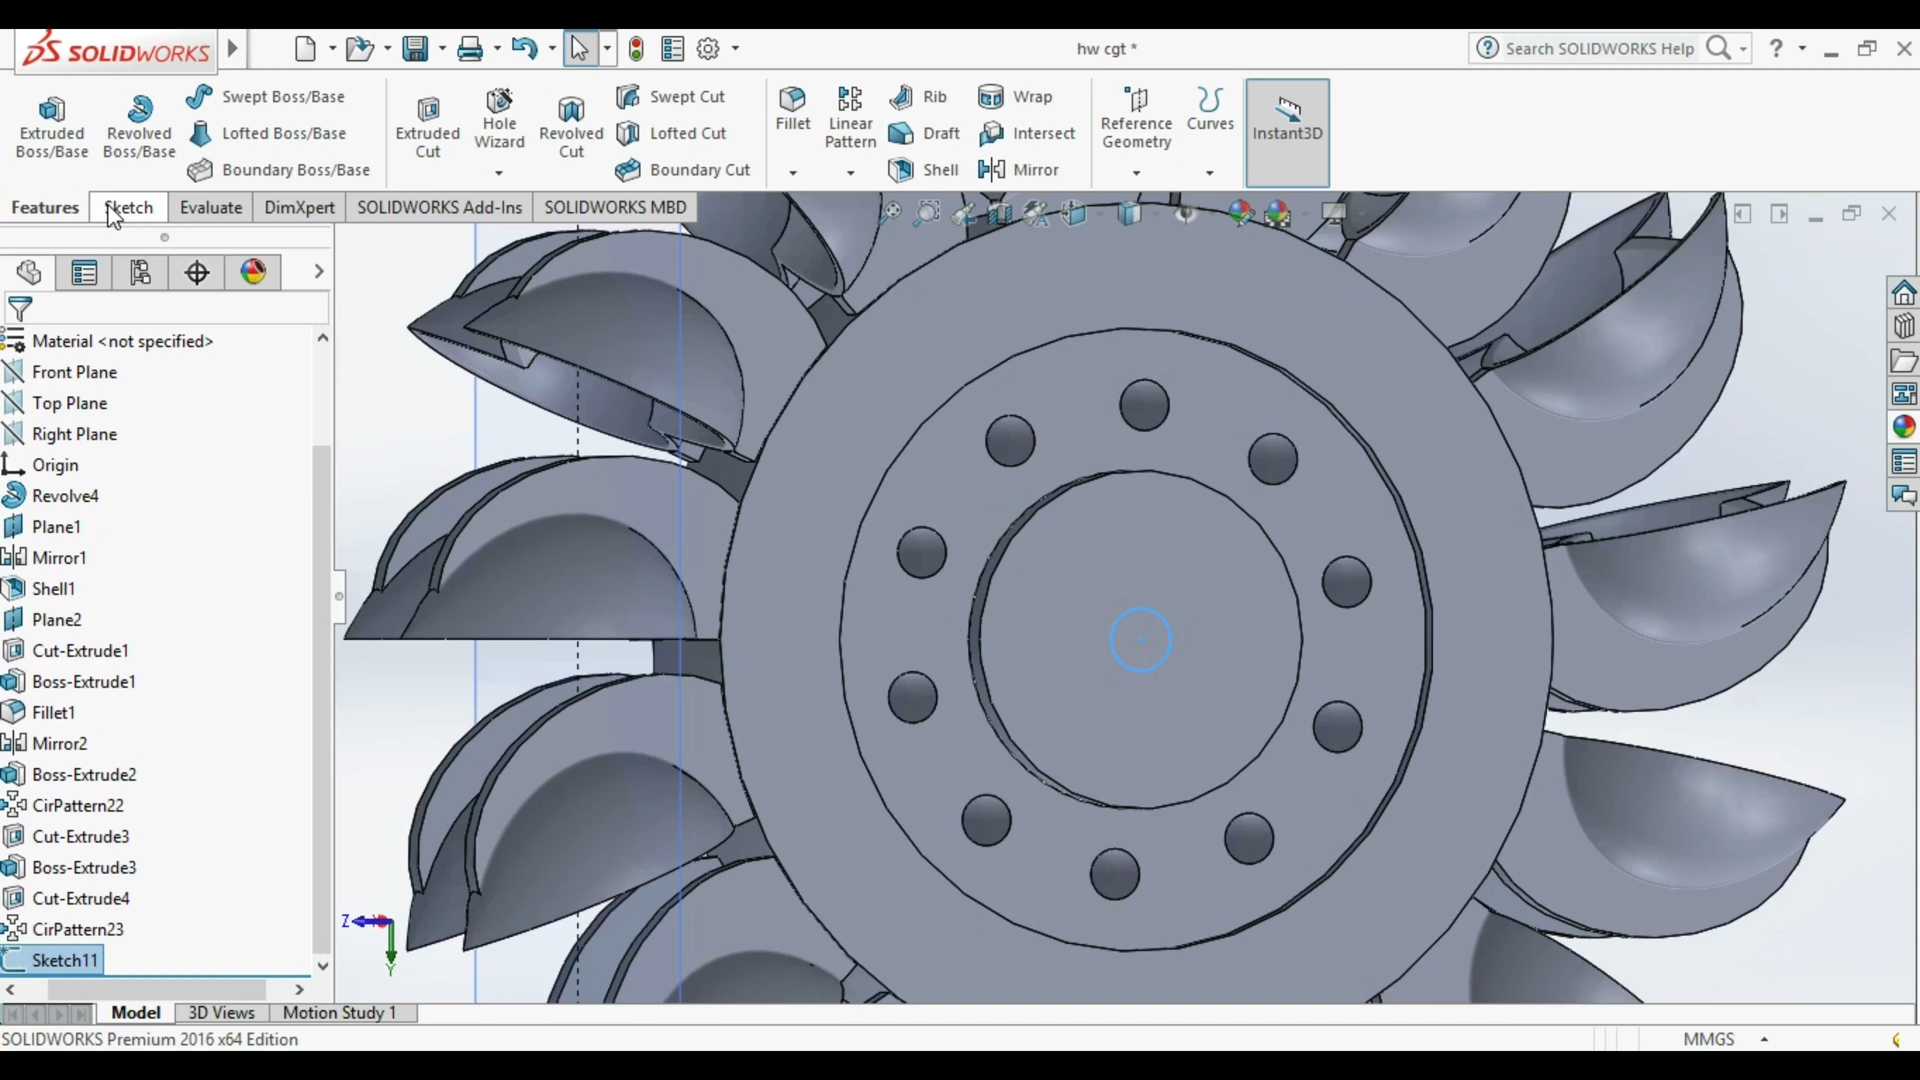 SOLIDWORKS
hw cgt *
Search SOLIDWORKS Help
?
Extruded
Boss/Base
Revolved
Boss/Base
Swept Boss/Base
Lofted Boss/Base
Boundary Boss/Base
Extruded
Cut
Hole
Wizard
Revolved
Cut
Swept Cut
Lofted Cut
Boundary Cut
Fillet
Linear
Pattern
Rib
Draft
Shell
Wrap
Intersect
Mirror
Reference
Geometry
Curves
Instant3D
Features
Sketch
Evaluate
DimXpert
SOLIDWORKS Add-Ins
SOLIDWORKS MBD
Material <not specified>
Front Plane
Top Plane
Right Plane
Origin
Revolve4
Plane1
Mirror1
Shell1
Plane2
Cut-Extrude1
Boss-Extrude1
Fillet1
Mirror2
Boss-Extrude2
CirPattern22
Cut-Extrude3
Boss-Extrude3
Cut-Extrude4
CirPattern23
Sketch11
Z
Y
Model
3D Views
Motion Study 1
SOLIDWORKS Premium 2016 x64 Edition
MMGS